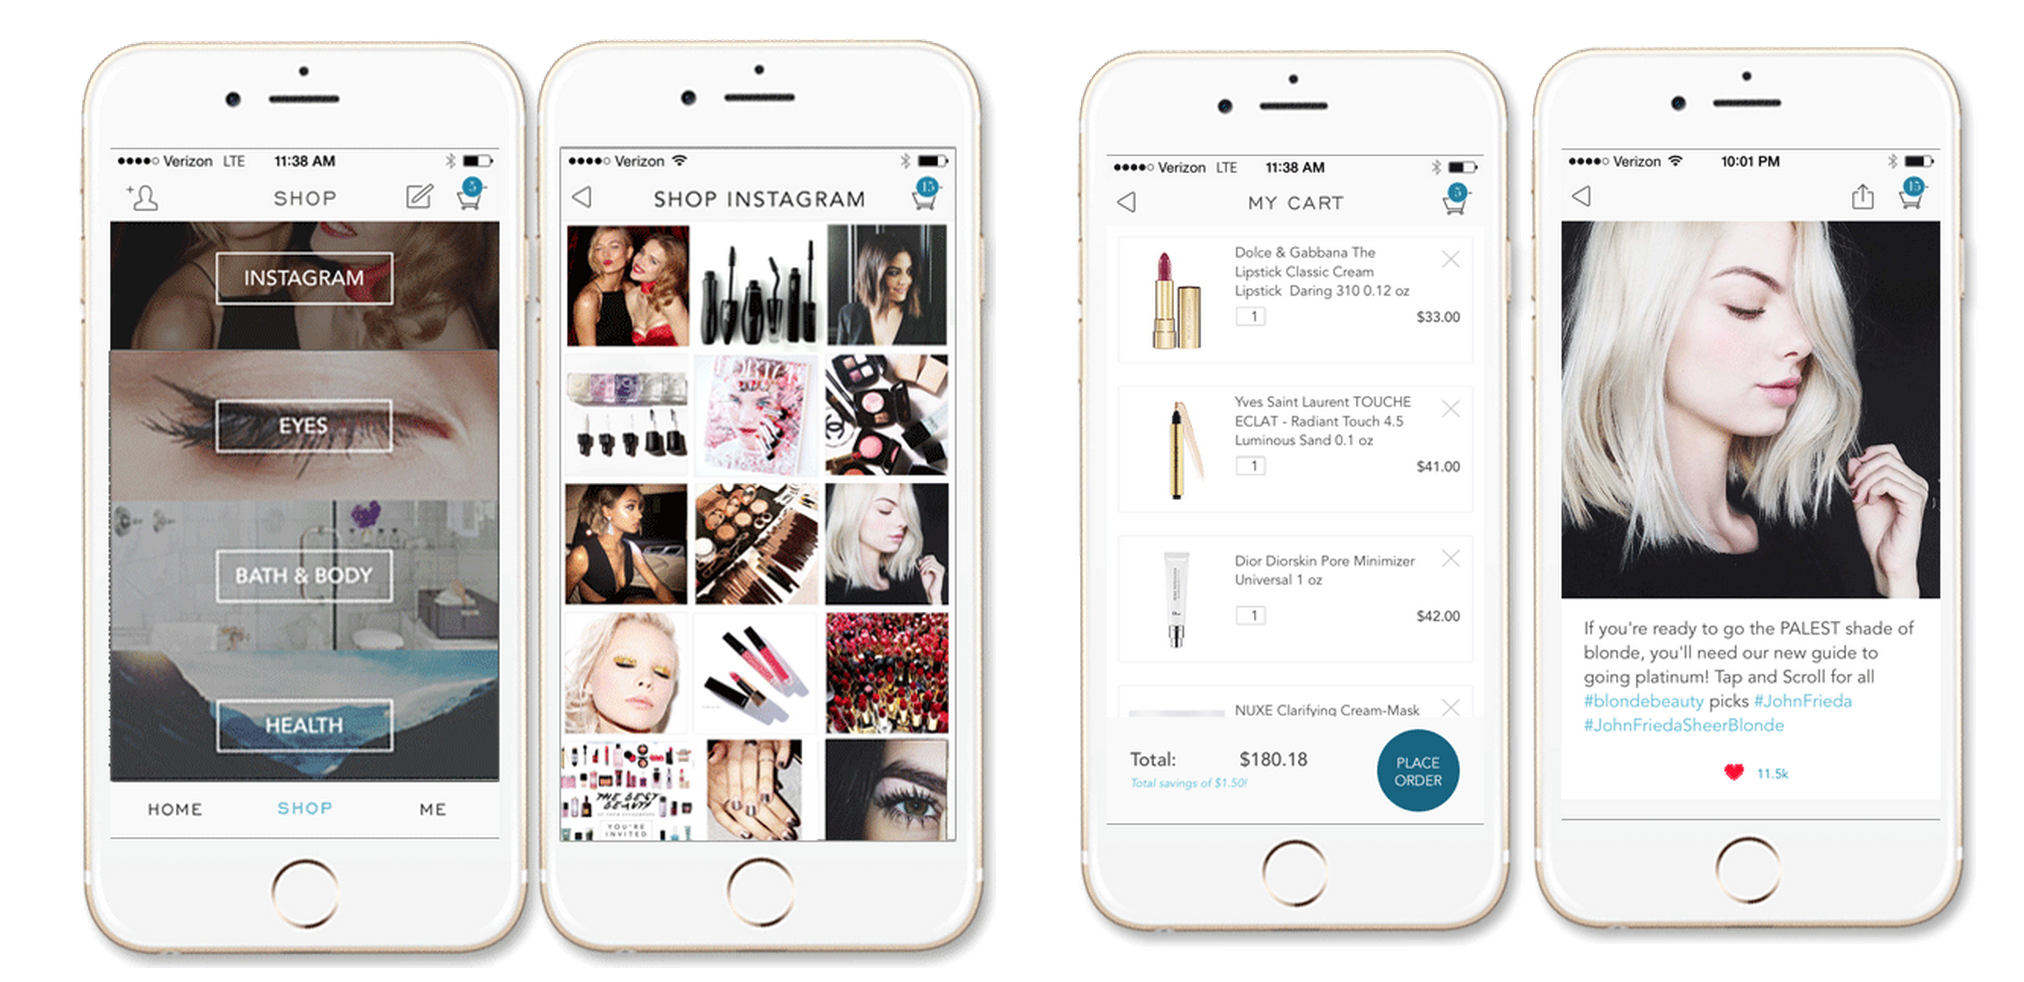 Verizon LTE 11:38 AM
SHOP 5
INSTAGRAM
EYES
BATH & BODY
HEALTH
HOME SHOP ME
Verizon
SHOP INSTAGRAM 15
THE BEST
BEAUTY
YOU'RE
INVITED
Verizon LTE 11:38 AM
MY CART 5
Dolce & Gabbana The
Lipstick Classic Cream
Lipstick Daring 310 0.12 oz
1
$33.00
Yves Saint Laurent TOUCHE
ECLAT - Radiant Touch 4.5
Luminous Sand 0.1 oz
1
$41.00
Dior Diorskin Pore Minimizer
Universal 1 oz
1
$42.00
NUXE Clarifying Cream-Mask
Total: $180.18
Total savings of $1.50!
PLACE
ORDER
Verizon 10:01 PM
15
If you're ready to go the PALEST shade of
blonde, you'll need our new guide to
going platinum! Tap and Scroll for all
#blondebeauty picks #JohnFrieda
#JohnFriedaSheerBlonde
11.5k